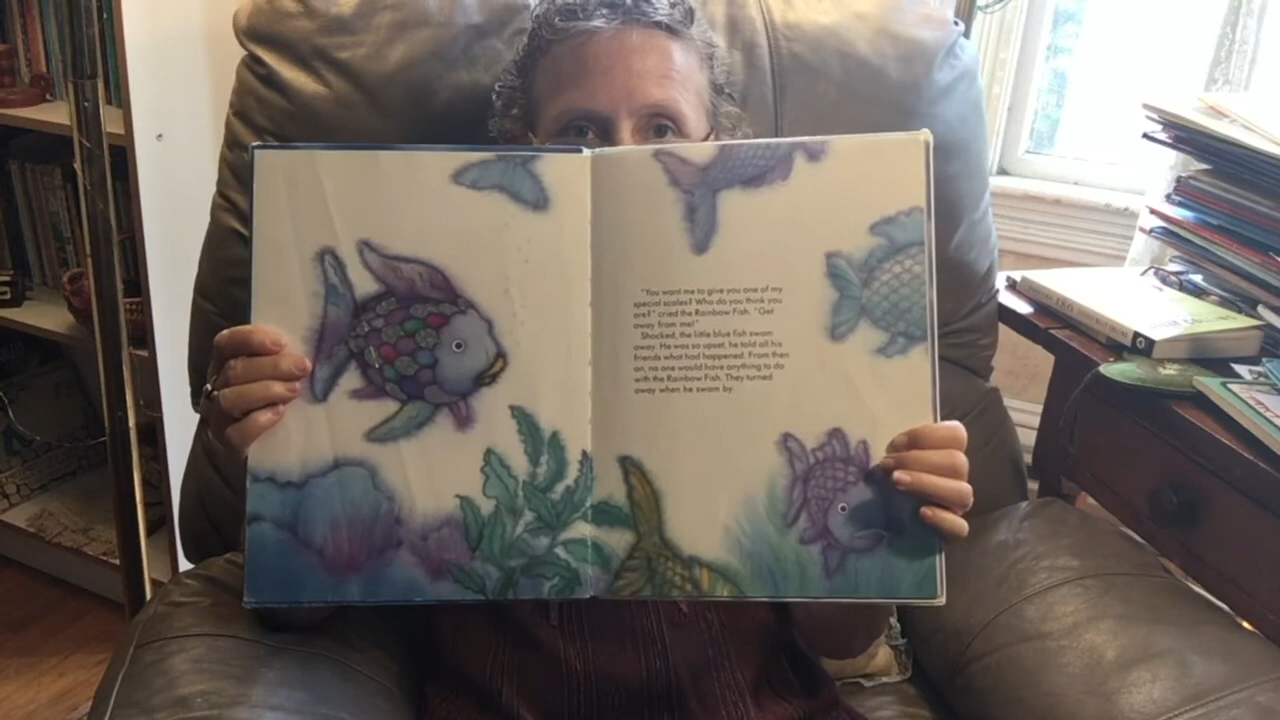 "You want me to give you one of my
special scales? Who do you think you
are?" cried the Rainbow Fish. "Get
away from me!"
Shocked, the little blue fish swam
away. He was so upset, he told all his
friends what had happened. From then
on, no one would have anything to do
with the Rainbow Fish. They turned
away when he swam by.